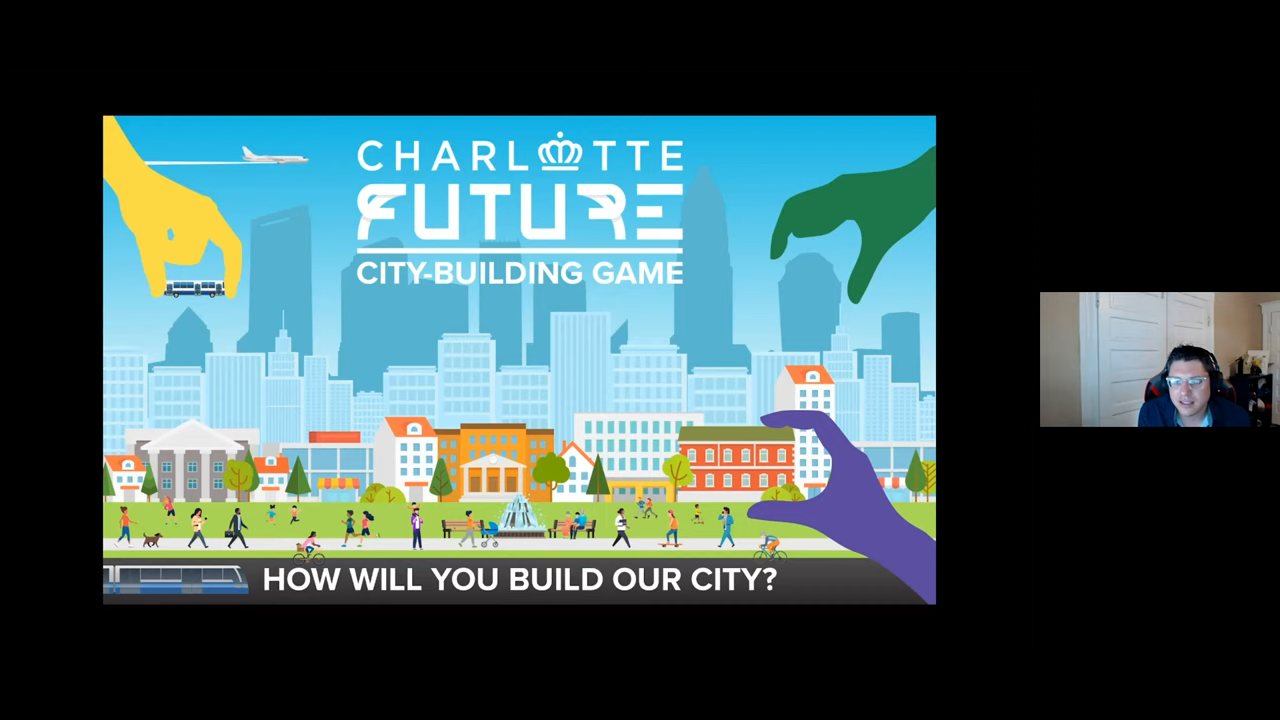 CHARLOTTE
FUTURE
CITY-BUILDING GAME
HOW WILL YOU BUILD OUR CITY?